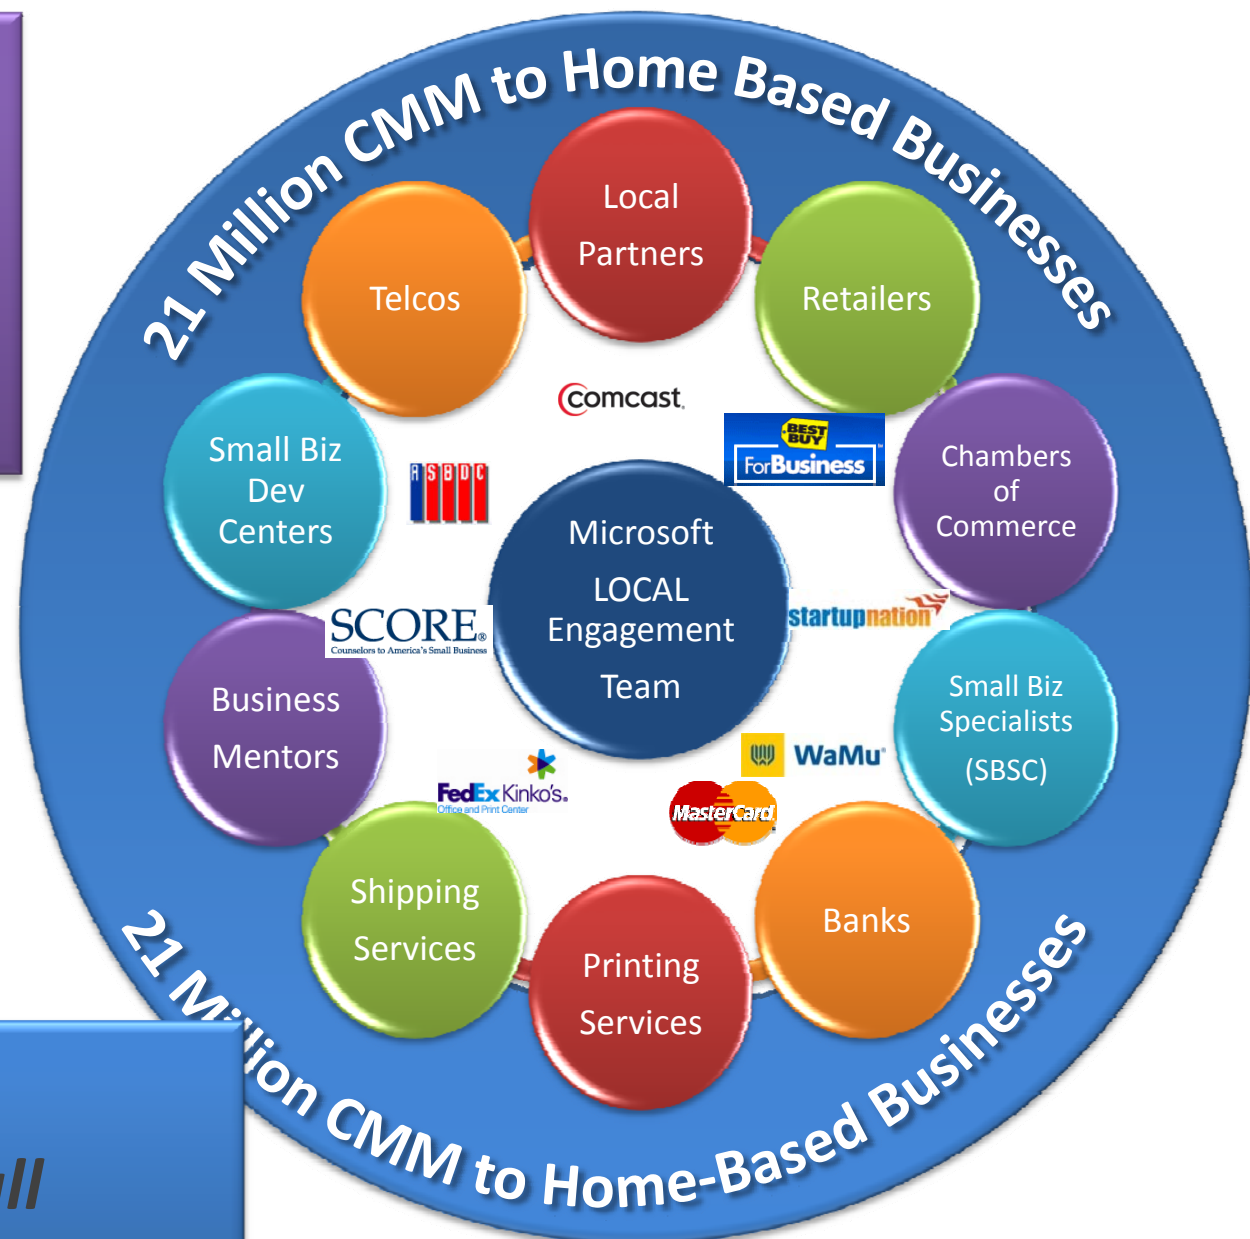 21 Million CMM to Home Based Businesses
Local
Partners
Telcos
Retailers
comcast.
BEST
BUY
ForBusiness
Small Biz
Dev
Centers
ASBDC
Chambers
of
Commerce
Microsoft
LOCAL
Engagement
Team
SCORE®
Counselors to America's Small Business
startupnation
Business
Mentors
Small Biz
Specialists
(SBSC)
WaMu®
FedEx Kinko's®
Office and Print Center
MasterCard
Shipping
Services
Banks
Printing
Services
21 Million CMM to Home-Based Businesses